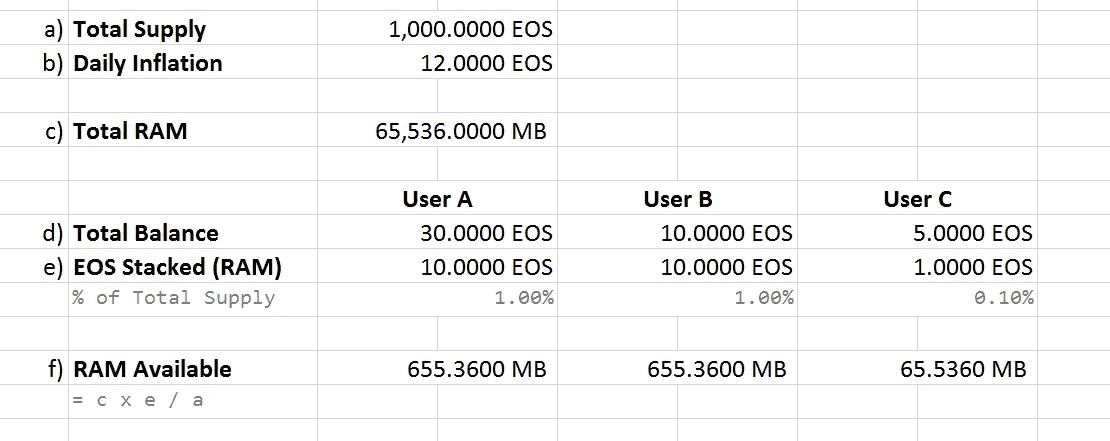 a) Total Supply 1,000.0000 EOS
b) Daily Inflation 12.0000 EOS
c) Total RAM 65,536.0000 MB
User A User B User C
d) Total Balance 30.0000 EOS 10.0000 EOS 5.0000 EOS
e) EOS Stacked (RAM) 10.0000 EOS 10.0000 EOS 1.0000 EOS
% of Total Supply 1.00% 1.00% 0.10%
f) RAM Available 655.3600 MB 655.3600 MB 65.5360 MB
= c x e / a